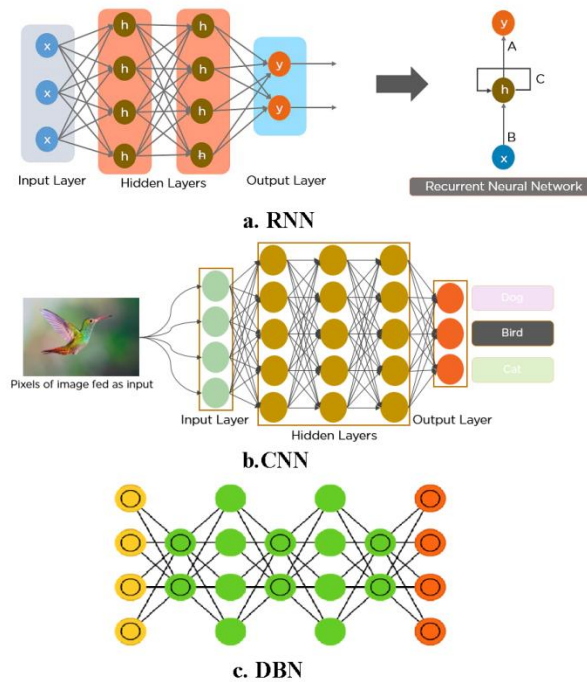 x h h
x h h y
x h h y
h h
Input Layer Hidden Layers Output Layer
y
A
h C
B
x
Recurrent Neural Network
a. RNN
Pixels of image fed as input
Input Layer
Hidden Layers
Output Layer
Dog
Bird
Cat
b.CNN
c. DBN